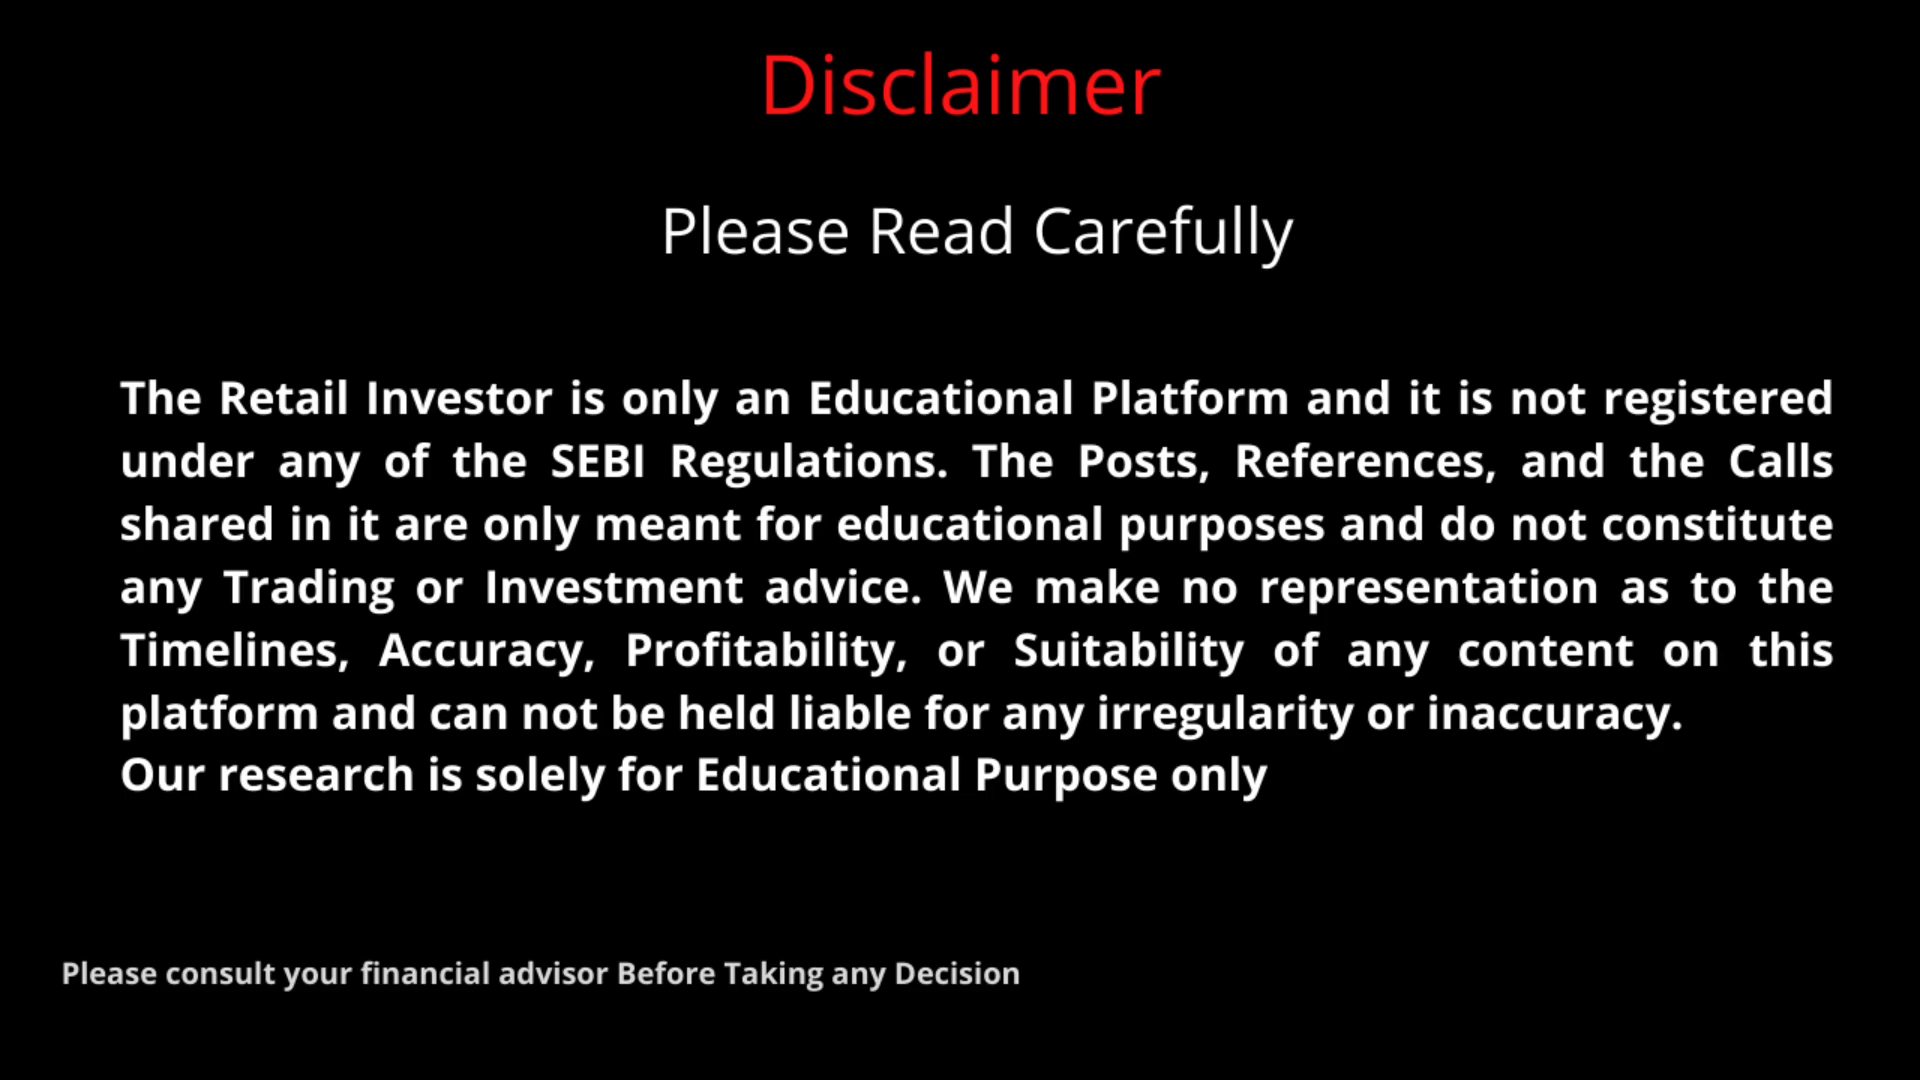 Disclaimer
Please Read Carefully
The Retail Investor is only an Educational Platform and it is not registered
under any of the SEBI Regulations. The Posts, References, and the Calls
shared in it are only meant for educational purposes and do not constitute
any Trading or Investment advice. We make no representation as to the
Timelines, Accuracy, Profitability, or Suitability of any content on this
platform and can not be held liable for any irregularity or inaccuracy.
Our research is solely for Educational Purpose only
Please consult your financial advisor Before Taking any Decision